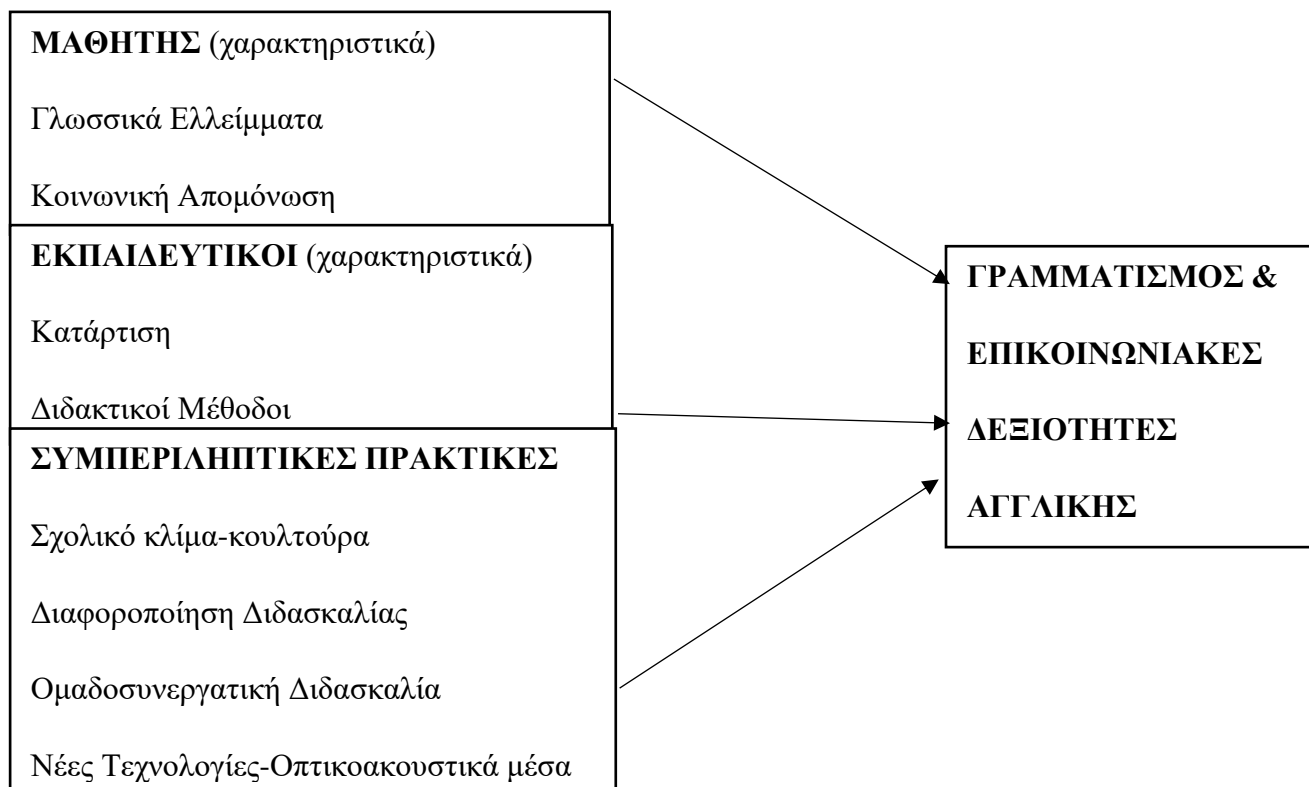 ΜΑΘΗΤΗΣ (χαρακτηριστικά)
Γλωσσικά Ελλείμματα
Κοινωνική Απομόνωση
ΕΚΠΑΙΔΕΥΤΙΚΟΙ (χαρακτηριστικά)
Κατάρτιση
Διδακτικοί Μέθοδοι
ΣΥΜΠΕΡΙΛΗΠΤΙΚΕΣ ΠΡΑΚΤΙΚΕΣ
Σχολικό κλίμα-κουλτούρα
Διαφοροποίηση Διδασκαλίας
Ομαδοσυνεργατική Διδασκαλία
Νέες Τεχνολογίες-Οπτικοακουστικά μέσα
ΓΡΑΜΜΑΤΙΣΜΟΣ &
ΕΠΙΚΟΙΝΩΝΙΑΚΕΣ
ΔΕΞΙΟΤΗΤΕΣ
ΑΓΓΛΙΚΗΣ